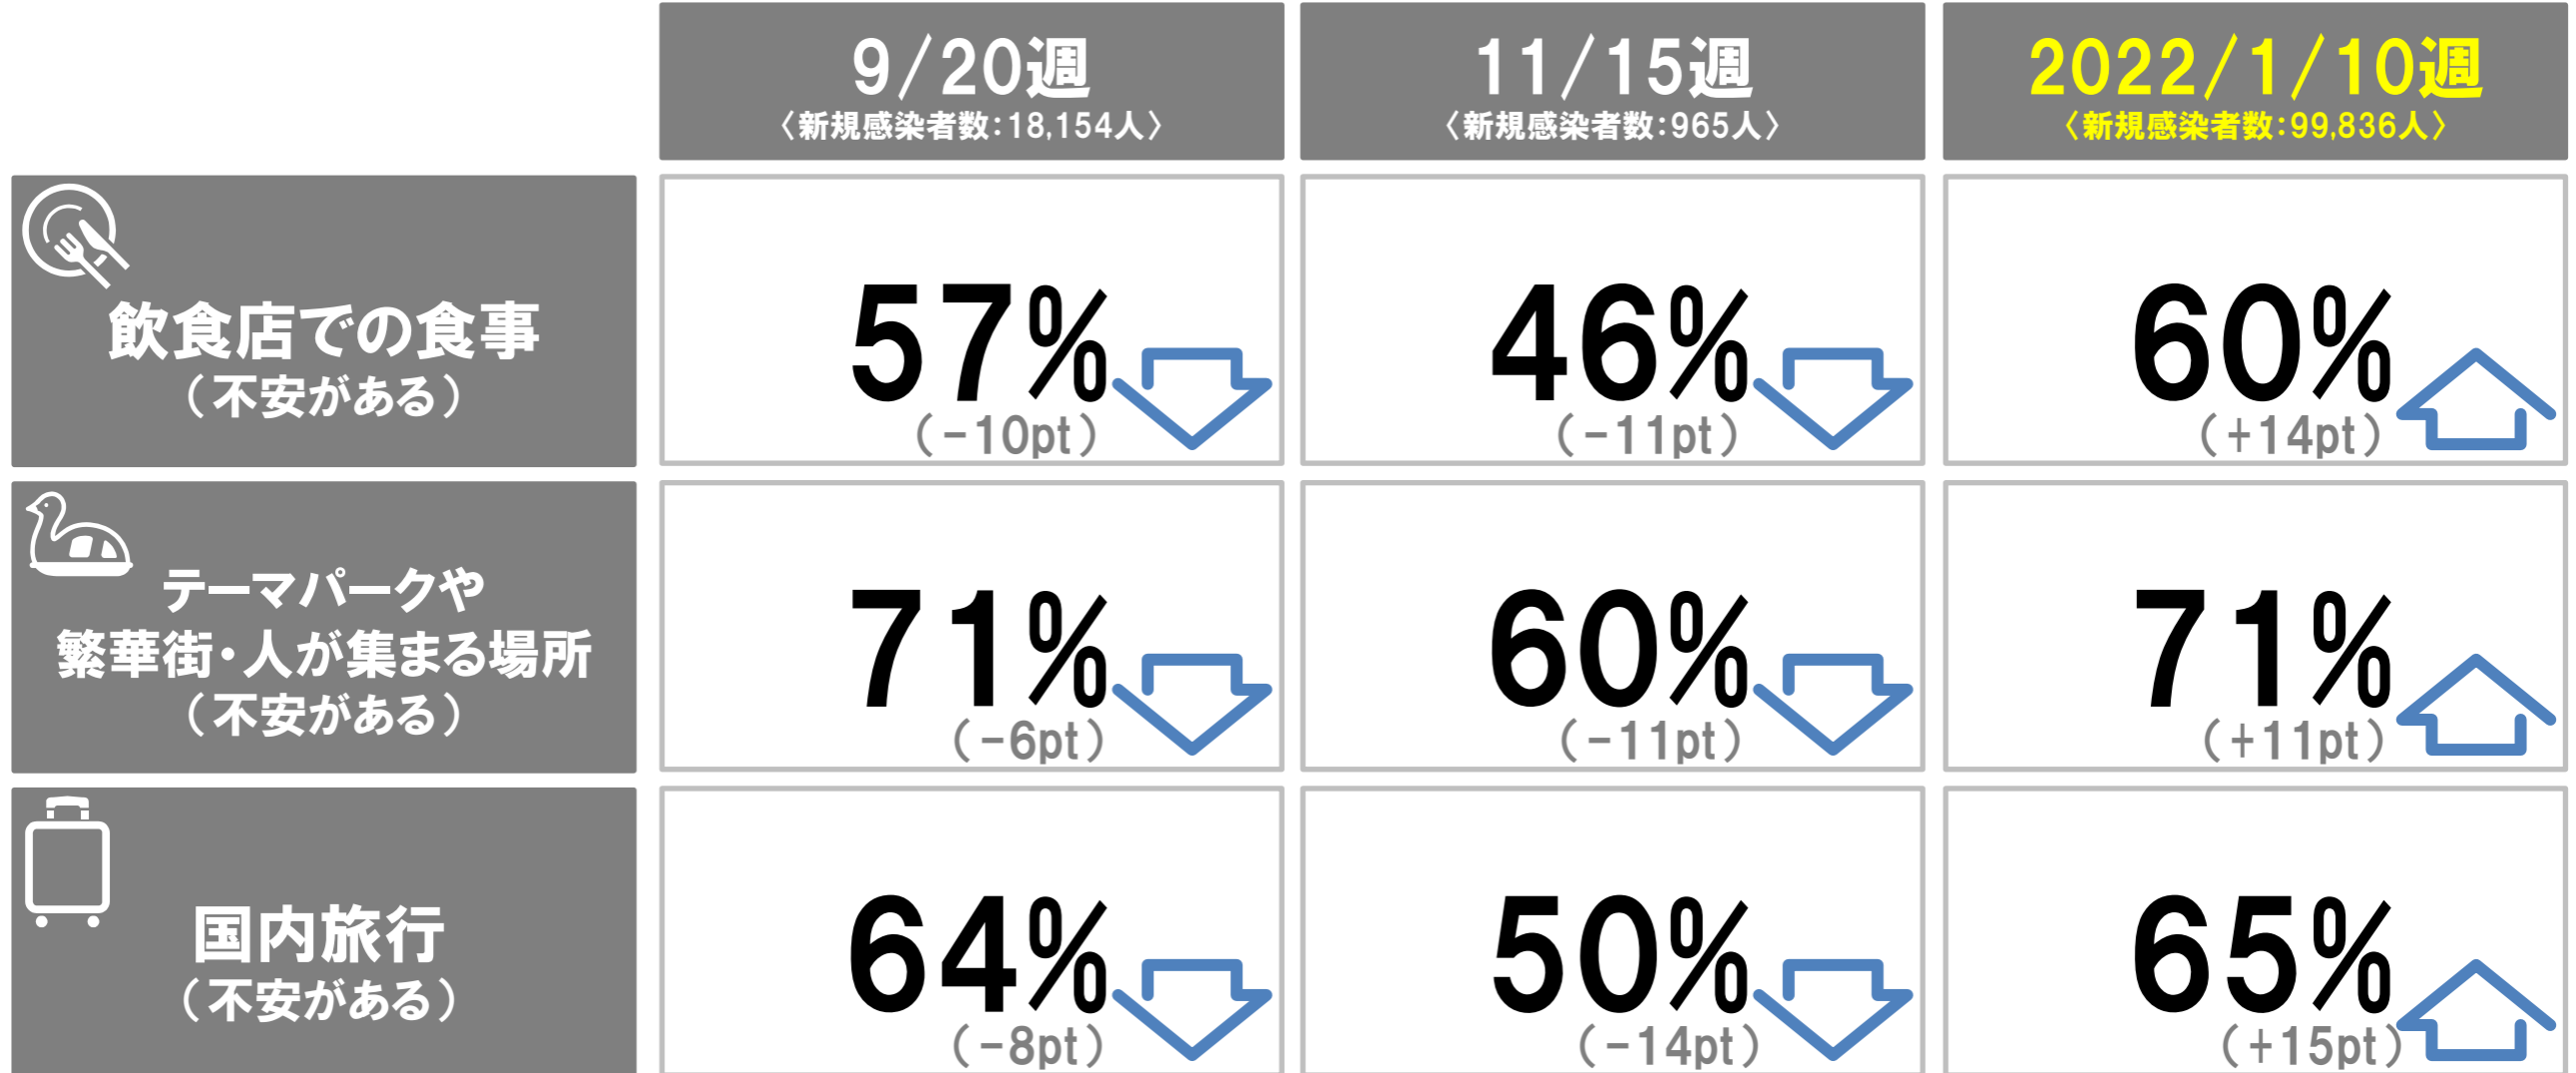 9/20週
〈新規感染者数：18,154人〉
11/15週
〈新規感染者数：965人〉
2022/1/10週
〈新規感染者数：99,836人〉
飲食店での食事
（不安がある）
57%
（-10pt）
46%
（-11pt）
60%
（+14pt）
テーマパークや
繁華街・人が集まる場所
（不安がある）
71%
（-6pt）
60%
（-11pt）
71%
（+11pt）
国内旅行
（不安がある）
64%
（-8pt）
50%
（-14pt）
65%
（+15pt）